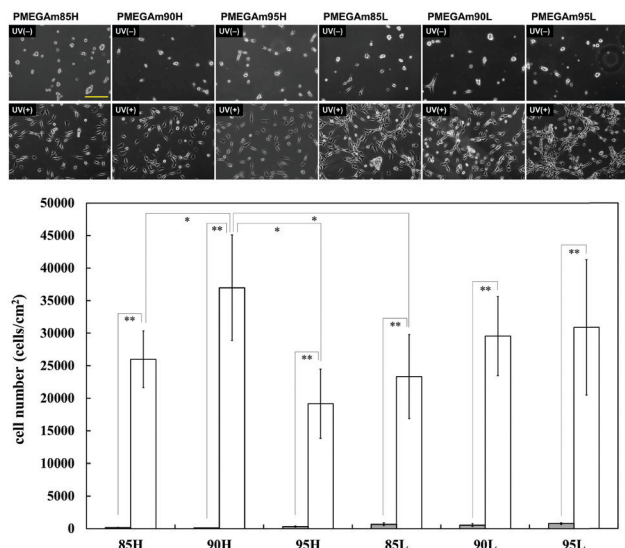 PMEGAm85H PMEGAm90H PMEGAm95H PMEGAm85L PMEGAm90L PMEGAm95L
UV(–) UV(–) UV(–) UV(–) UV(–) UV(–)
UV(+) UV(+) UV(+) UV(+) UV(+) UV(+)
50000
45000
* ** * *
40000
**
**
35000
** **
30000
**
25000
20000
15000
10000
5000
0
cell number (cells/cm²)
85H 90H 95H 85L 90L 95L